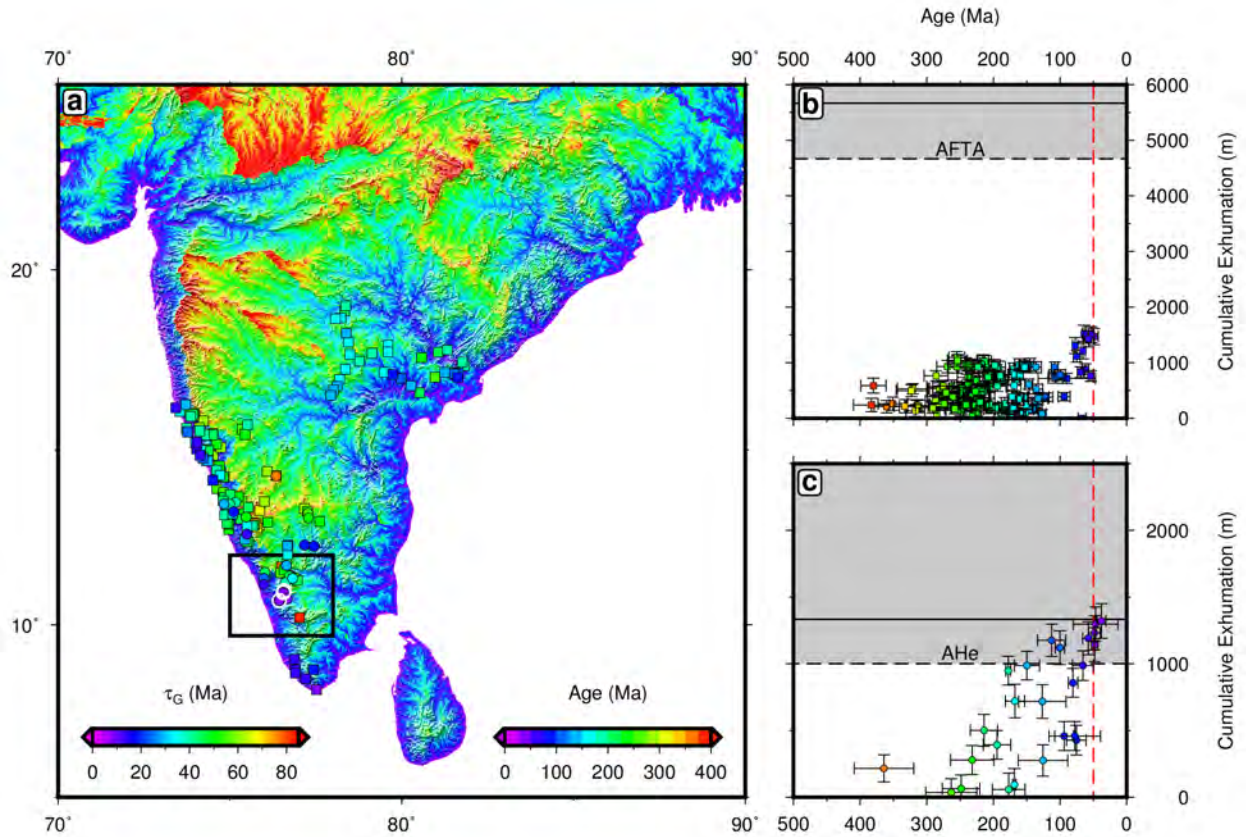 70˚ 80˚ 90˚
a
20˚
10˚
τG (Ma)
0 20 40 60 80
Age (Ma)
0 100 200 300 400
70˚ 80˚ 90˚
Age (Ma)
500 400 300 200 100 0
b
AFTA
6000
5000
4000
3000
2000
1000
0
Cumulative Exhumation (m)
c
AHe
2000
1000
0
Cumulative Exhumation (m)
500 400 300 200 100 0